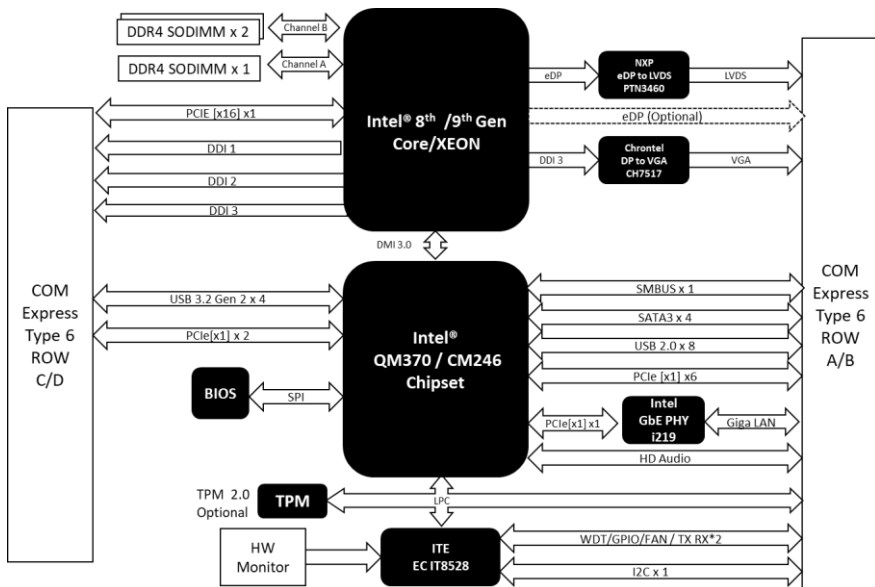 DDR4 SODIMM x 2
Channel B
DDR4 SODIMM x 1
Channel A
PCIE [x16] x1
DDI 1
DDI 2
DDI 3
Intel® 8th /9th Gen
Core/XEON
eDP
NXP
eDP to LVDS
PTN3460
LVDS
eDP (Optional)
DDI 3
Chrontel
DP to VGA
CH7517
VGA
DMI 3.0
COM
Express
Type 6
ROW
C/D
USB 3.2 Gen 2 x 4
PCIe[x1] x 2
BIOS
SPI
Intel®
QM370 / CM246
Chipset
SMBUS x 1
SATA3 x 4
USB 2.0 x 8
PCIe [x1] x6
PCIe[x1] x1
Intel
GbE PHY
i219
Giga LAN
HD Audio
COM
Express
Type 6
ROW
A/B
TPM 2.0
Optional
TPM
LPC
HW
Monitor
ITE
EC IT8528
WDT/GPIO/FAN / TX RX*2
I2C x 1